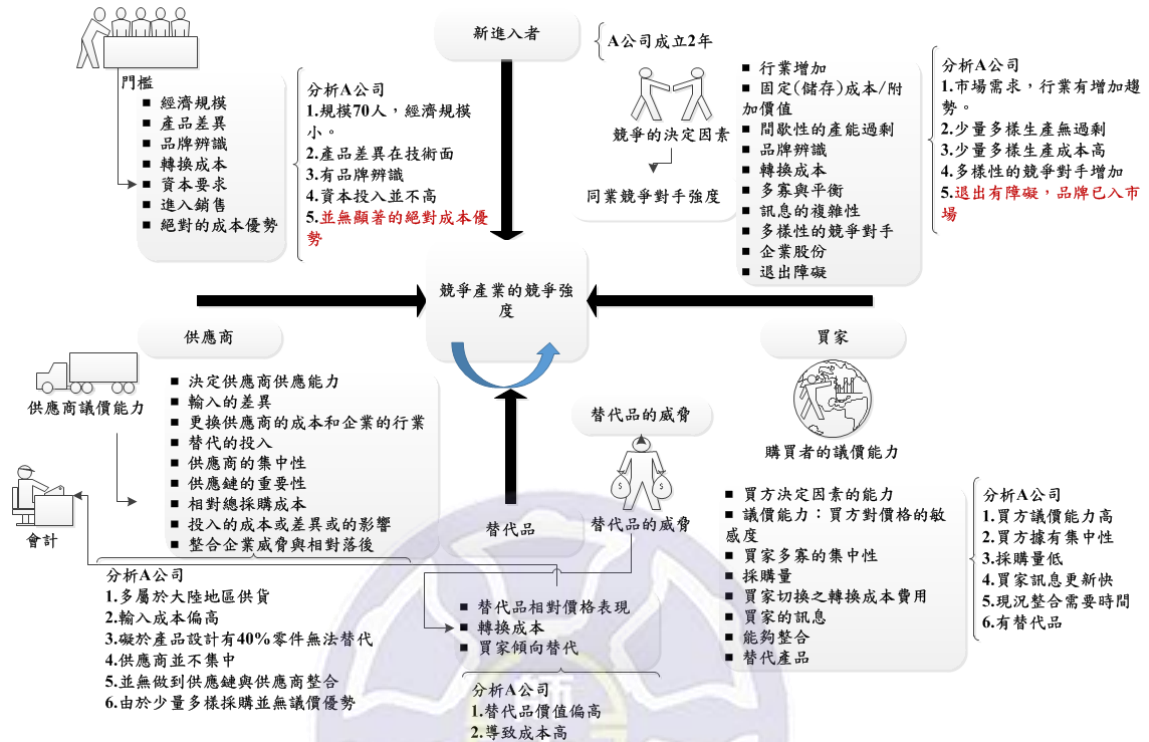 新進入者
A公司成立2年
門檻
■ 經濟規模
■ 產品差異
■ 品牌辨識
■ 轉換成本
■ 資本要求
■ 進入銷售
■ 絕對的成本優勢
分析A公司
1.規模70人，經濟規模
小。
2.產品差異在技術面
3.有品牌辨識
4.資本投入並不高
5.並無顯著的絕對成本優
勢
競爭的決定因素
同業競爭對手強度
■ 行業增加
■ 固定(儲存)成本/附
加價值
■ 間歇性的產能過剩
■ 品牌辨識
■ 轉換成本
■ 多寡與平衡
■ 訊息的複雜性
■ 多樣性的競爭對手
■ 企業股份
■ 退出障礙
分析A公司
1.市場需求，行業有增加趨
勢。
2.少量多樣生產無過剩
3.少量多樣生產成本高
4.多樣性的競爭對手增加
5.退出有障礙，品牌已入市
場
競爭產業的競爭強
度
供應商
供應商議價能力
會計
■ 決定供應商供應能力
■ 輸入的差異
■ 更換供應商的成本和企業的行業
■ 替代的投入
■ 供應商的集中性
■ 供應鏈的重要性
■ 相對總採購成本
■ 投入的成本或差異或的影響
■ 整合企業威脅與相對落後
分析A公司
1.多屬於大陸地區供貨
2.輸入成本偏高
3.礙於產品設計有40%零件無法替代
4.供應商並不集中
5.並無做到供應鏈與供應商整合
6.由於少量多樣採購並無議價優勢
替代品
替代品的威脅
替代品的威脅
$
$
■ 替代品相對價格表現
■ 轉換成本
■ 買家傾向替代
分析A公司
1.替代品價值偏高
2.導致成本高
買家
購買者的議價能力
■ 買方決定因素的能力
■ 議價能力：買方對價格的敏
感度
■ 買家多寡的集中性
■ 採購量
■ 買家切換之轉換成本費用
■ 買家的訊息
■ 能夠整合
■ 替代產品
分析A公司
1.買方議價能力高
2.買方據有集中性
3.採購量低
4.買家訊息更新快
5.現況整合需要時間
6.有替代品